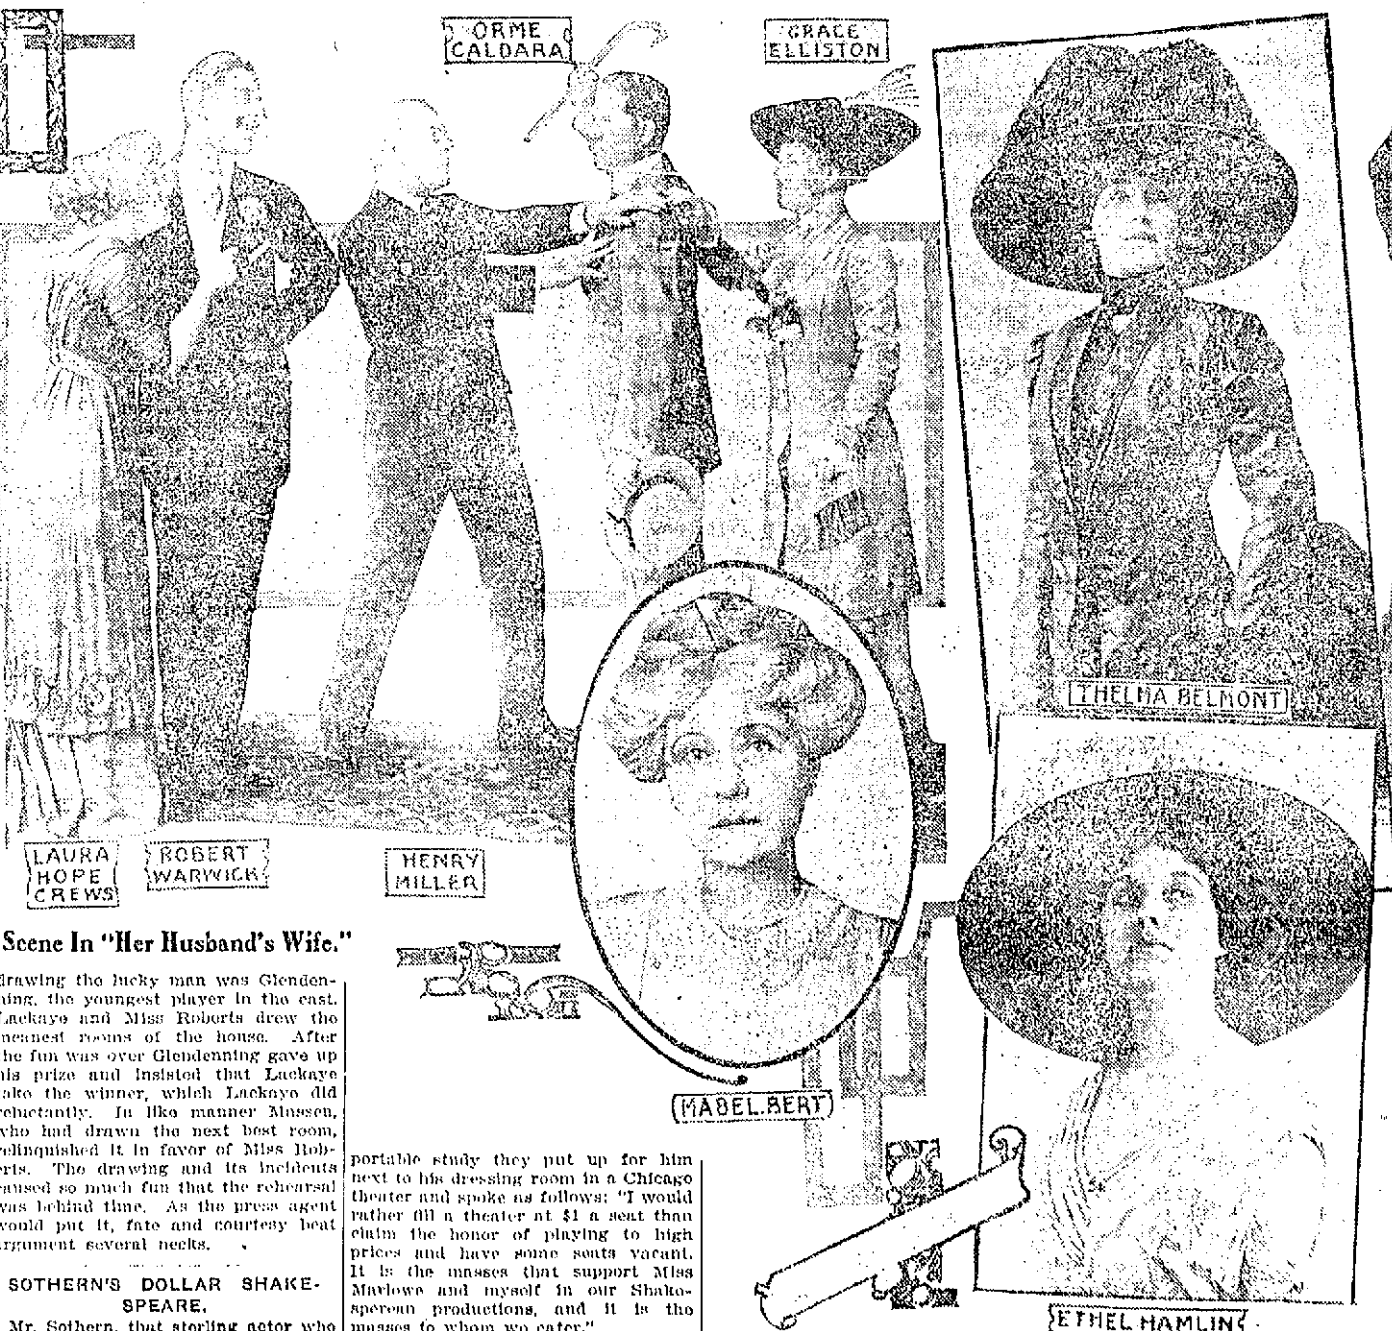 ORME
CALDARA
GRACE
ELLISTON
THELMA BELMONT
LAURA
HOPE
CREWS
ROBERT
WARWICK
HENRY
MILLER
MABEL BERT
ETHEL HAMLIN
Scene In "Her Husband's Wife."
drawing the lucky man was Glenden-
ning, the youngest player in the cast.
Lackaye and Miss Roberts drew the
meanest rooms of the house. After
the fun was over Glendenning gave up
his prize and insisted that Lackaye
take the winner, which Lackaye did
reluctantly. In like manner Massen,
who had drawn the next best room,
relinquished it in favor of Miss Rob-
erts. The drawing and its incidents
caused so much fun that the rehearsal
was behind time. As the press agent
would put it, fate and courtesy beat
argument several necks.
SOTHERN'S DOLLAR SHAKE-
SPEARE.
Mr. Sothern, that sterling actor who
portable study they put up for him
next to his dressing room in a Chicago
theater and spoke as follows: "I would
rather fill a theater at $1 a seat than
claim the honor of playing to high
prices and have some seats vacant.
It is the masses that support Miss
Marlowe and myself in our Shake-
sperean productions, and it is the
masses to whom we cater."